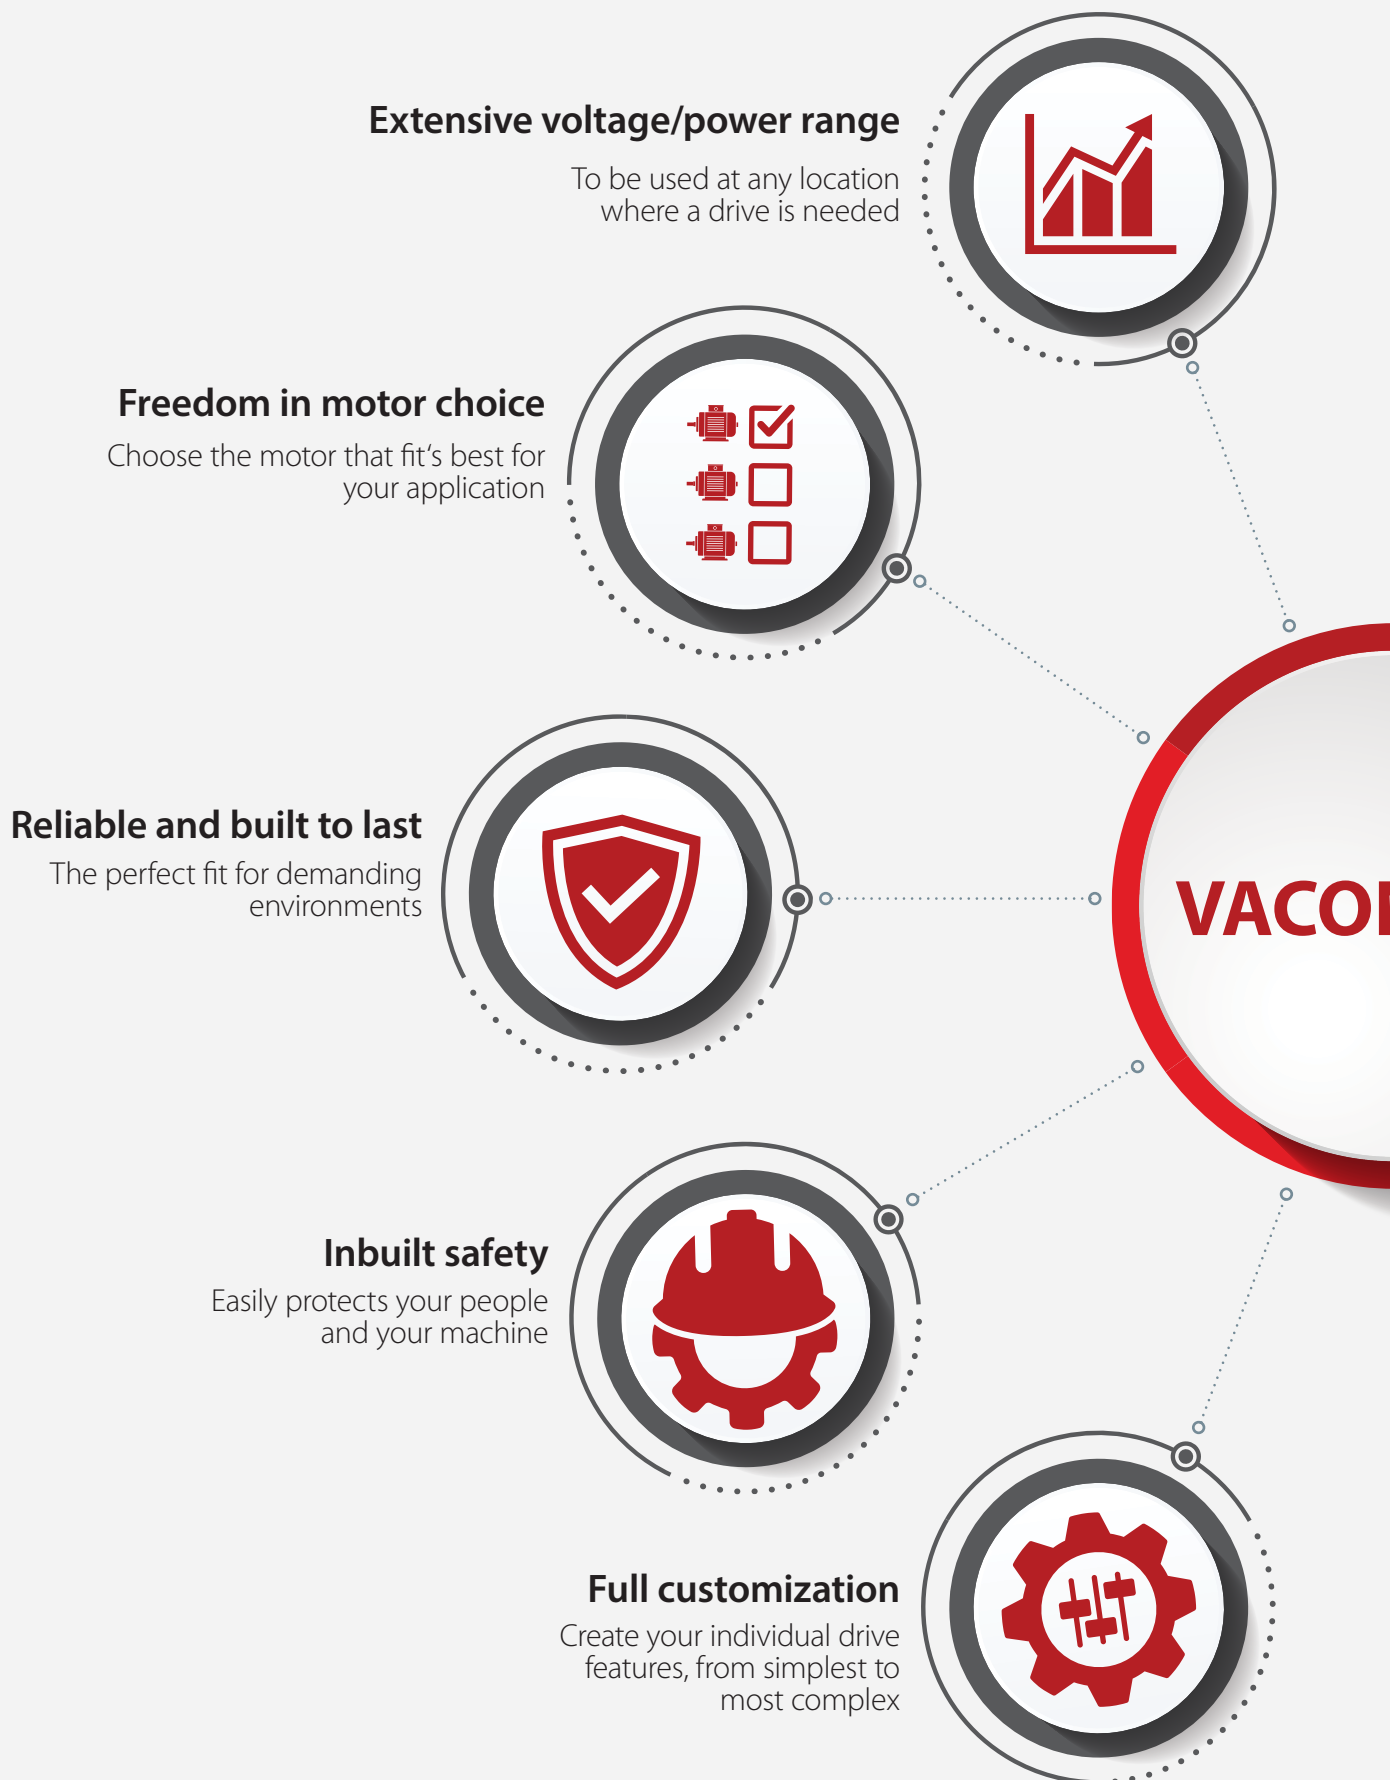 Extensive voltage/power range
To be used at any location
where a drive is needed
Freedom in motor choice
Choose the motor that fit‘s best for
your application
Reliable and built to last
The perfect fit for demanding
environments
VACO
Inbuilt safety
Easily protects your people
and your machine
Full customization
Create your individual drive
features, from simplest to
most complex